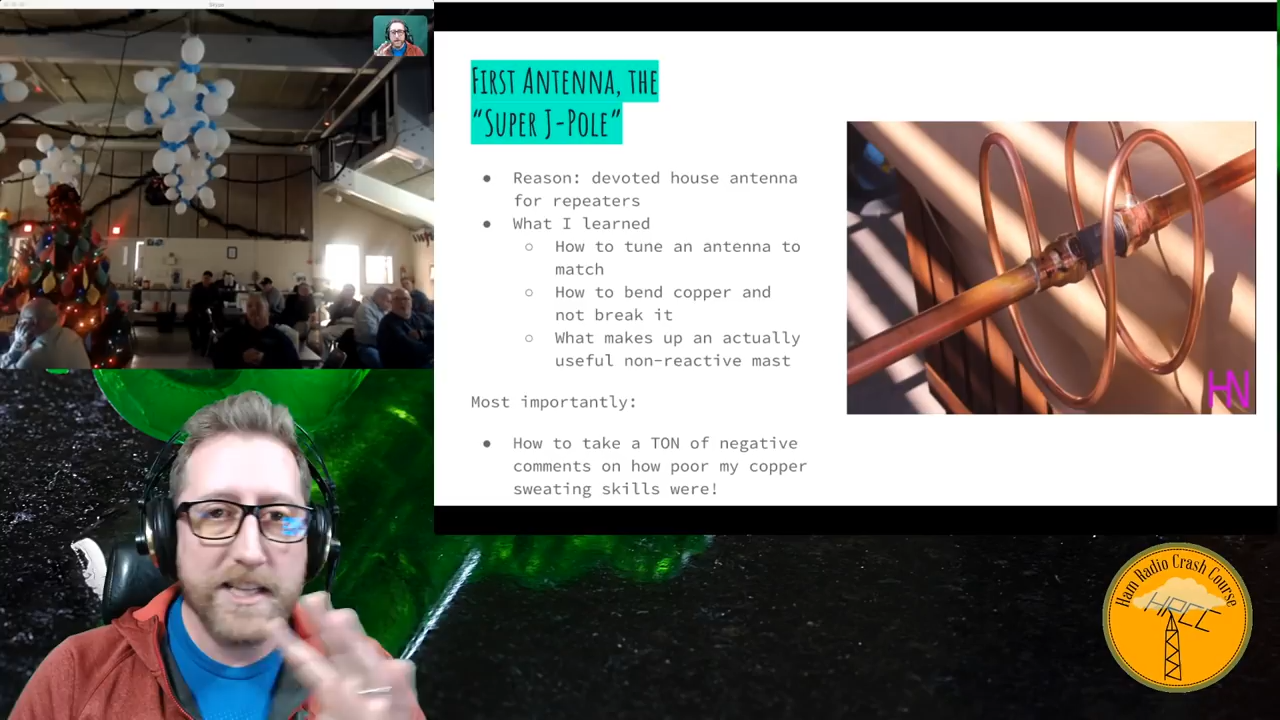 Skype
First Antenna, the
“Super J-Pole”
● Reason: devoted house antenna
for repeaters
● What I learned
○ How to tune an antenna to
match
○ How to bend copper and
not break it
○ What makes up an actually
useful non-reactive mast
Most importantly:
● How to take a TON of negative
comments on how poor my copper
sweating skills were!
HN
Ham Radio Crash Course
HRCC